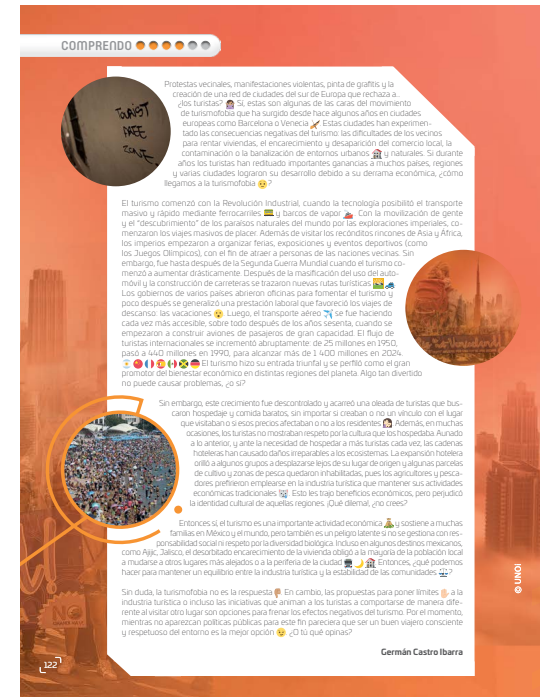 COMPRENDO
Protestas vecinales, manifestaciones violentas, pinta de grafitis y la
creación de una red de ciudades del sur de Europa que rechaza a...
¿los turistas? 🙍 Sí, estas son algunas de las caras del movimiento
de turismofobia que ha surgido desde hace algunos años en ciudades
europeas como Barcelona o Venecia. Estas ciudades han experimen-
tado las consecuencias negativas del turismo: las dificultades de los vecinos
para rentar viviendas, el encarecimiento y desaparición del comercio local, la
contaminación o la banalización de entornos urbanos 🏠 y naturales. Si durante
años los turistas han redituado importantes ganancias a muchos países, regiones
y varias ciudades lograron su desarrollo debido a su derrama económica, ¿cómo
llegamos a la turismofobia 😟?
TOURIST
FREE
ZONE
El turismo comenzó con la Revolución Industrial, cuando la tecnología posibilitó el transporte
masivo y rápido mediante ferrocarriles 🚃 y barcos de vapor 🚢. Con la movilización de gente
y el "descubrimiento" de los paraísos naturales del mundo por las exploraciones imperiales, co-
menzaron los viajes masivos de placer. Además de visitar los recónditos rincones de Asia y África,
los imperios empezaron a organizar ferias, exposiciones y eventos deportivos (como
los Juegos Olímpicos), con el fin de atraer a personas de las naciones vecinas. Sin
embargo, fue hasta después de la Segunda Guerra Mundial cuando el turismo co-
menzó a aumentar drásticamente. Después de la masificación del uso del auto-
móvil y la construcción de carreteras se trazaron nuevas rutas turísticas 🏞🚙.
Los gobiernos de varios países abrieron oficinas para fomentar el turismo y
poco después se generalizó una prestación laboral que favoreció los viajes de
descanso: las vacaciones 😮. Luego, el transporte aéreo ✈ se fue haciendo
cada vez más accesible, sobre todo después de los años sesenta, cuando se
empezaron a construir aviones de pasajeros de gran capacidad. El flujo de
turistas internacionales se incrementó abruptamente: de 25 millones en 1950,
pasó a 440 millones en 1990, para alcanzar más de 1 400 millones en 2024.
El turismo hizo su entrada triunfal y se perfiló como el gran
promotor del bienestar económico en distintas regiones del planeta. Algo tan divertido
no puede causar problemas, ¿o sí?
Sin embargo, este crecimiento fue descontrolado y acarreó una oleada de turistas que bus-
caron hospedaje y comida baratos, sin importar si creaban o no un vínculo con el lugar
que visitaban o si esos precios afectaban o no a los residentes 👩. Además, en muchas
ocasiones, los turistas no mostraban respeto por la cultura que los hospedaba. Aunado
a lo anterior, y ante la necesidad de hospedar a más turistas cada vez, las cadenas
hoteleras han causado daños irreparables a los ecosistemas. La expansión hotelera
orilló a algunos grupos a desplazarse lejos de su lugar de origen y algunas parcelas
de cultivo y zonas de pesca quedaron inhabilitadas, pues los agricultores y pesca-
dores prefirieron emplearse en la industria turística que mantener sus actividades
económicas tradicionales. Esto les trajo beneficios económicos, pero perjudicó
la identidad cultural de aquellas regiones. ¡Qué dilema!, ¿no crees?
Entonces sí, el turismo es una importante actividad económica y sostiene a muchas
familias en México y el mundo, pero también es un peligro latente si no se gestiona con res-
ponsabilidad social ni respeto por la diversidad biológica. Incluso en algunos destinos mexicanos,
como Ajijic, Jalisco, el desorbitado encarecimiento de la vivienda obligó a la mayoría de la población local
a mudarse a otros lugares más alejados o a la periferia de la ciudad 🌙🏠. Entonces, ¿qué podemos
hacer para mantener un equilibrio entre la industria turística y la estabilidad de las comunidades?
Sin duda, la turismofobia no es la respuesta 👎. En cambio, las propuestas para poner límites ✋ a la
industria turística o incluso las iniciativas que animan a los turistas a comportarse de manera dife-
rente al visitar otro lugar son opciones para frenar los efectos negativos del turismo. Por el momento,
mientras no aparezcan políticas públicas para este fin pareciera que ser un buen viajero consciente
y respetuoso del entorno es la mejor opción 😉. ¿O tú qué opinas?
Germán Castro Ibarra
NO
© UNOI
122